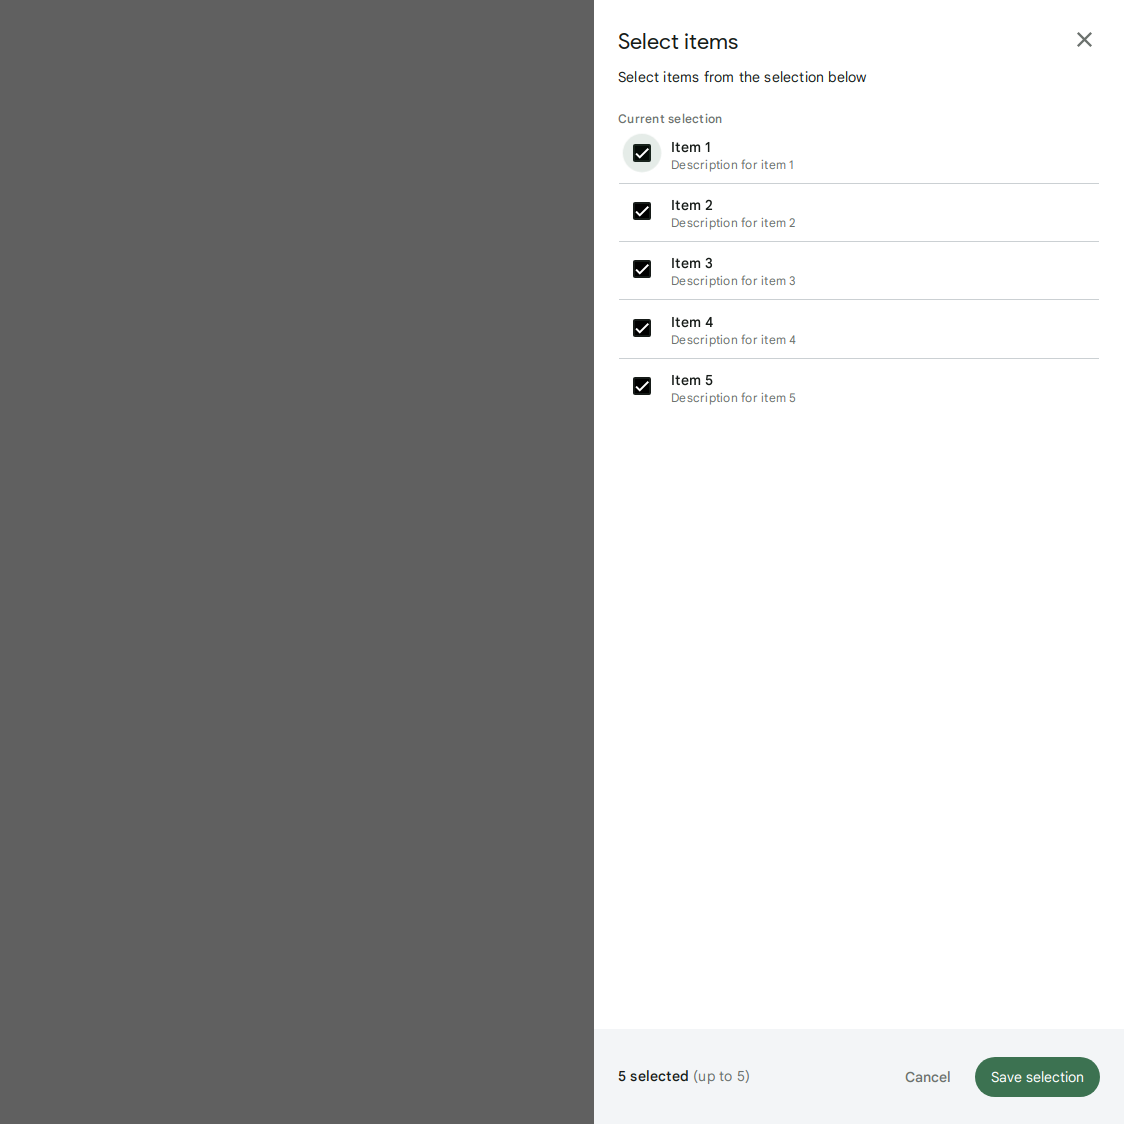 Select items
Select items from the selection below
Current selection
Item 1
Description for item 1
Item 2
Description for item 2
Item 3
Description for item 3
Item 4
Description for item 4
Item 5
Description for item 5
5 selected (up to 5)
Cancel
Save selection